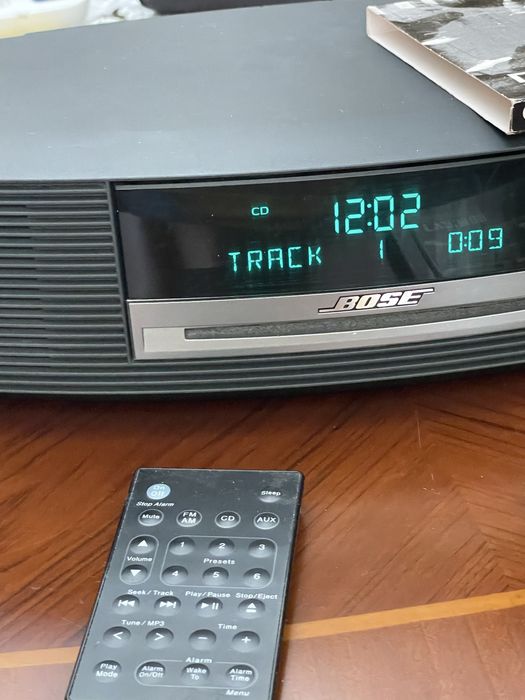 CD
12:02
TRACK 1 0:09
BOSE
On
Off
Sleep
Stop Alarm
Mute
FM
AM
CD
AUX
1 2 3
Volume
Presets
4 5 6
Seek/Track Play/Pause Stop/Eject
Tune/MP3 Time
< > − +
Alarm
Play
Mode
Alarm
On/Off
Wake
To
Alarm
Time
Menu